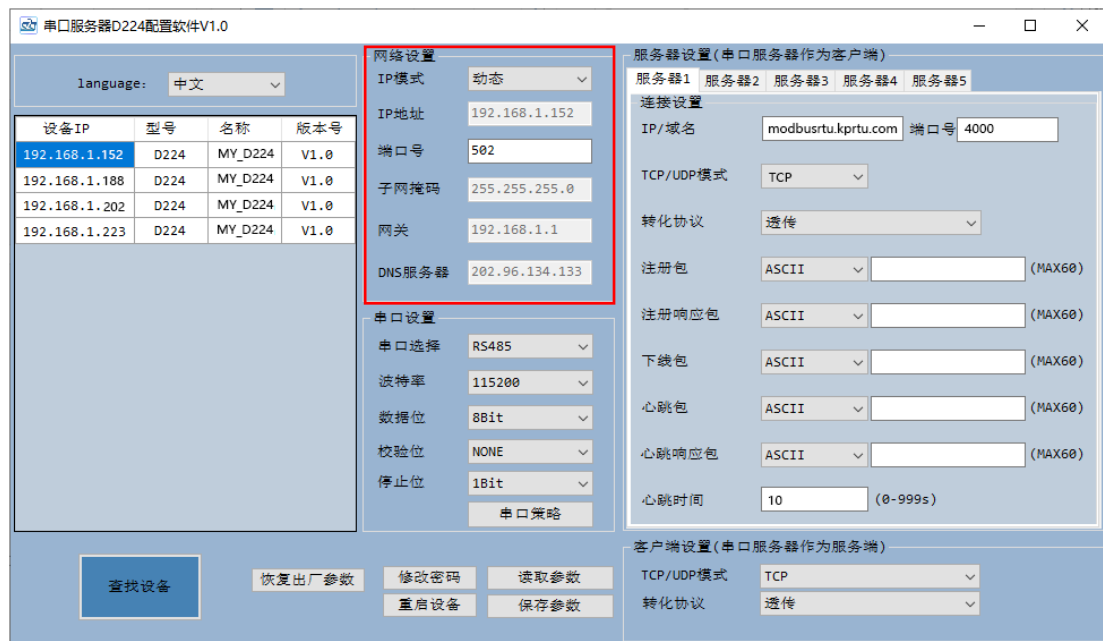 串口服务器D224配置软件V1.0
language: 中文
设备IP 型号 名称 版本号
192.168.1.152 D224 MY_D224 V1.0
192.168.1.188 D224 MY_D224 V1.0
192.168.1.202 D224 MY_D224 V1.0
192.168.1.223 D224 MY_D224 V1.0
查找设备
恢复出厂参数
网络设置
IP模式 动态
IP地址 192.168.1.152
端口号 502
子网掩码 255.255.255.0
网关 192.168.1.1
DNS服务器 202.96.134.133
串口设置
串口选择 RS485
波特率 115200
数据位 8Bit
校验位 NONE
停止位 1Bit
串口策略
修改密码 读取参数
重启设备 保存参数
服务器设置(串口服务器作为客户端)
服务器1 服务器2 服务器3 服务器4 服务器5
连接设置
IP/域名 modbusrtu.kprtu.com 端口号 4000
TCP/UDP模式 TCP
转化协议 透传
注册包 ASCII (MAX60)
注册响应包 ASCII (MAX60)
下线包 ASCII (MAX60)
心跳包 ASCII (MAX60)
心跳响应包 ASCII (MAX60)
心跳时间 10 (0-999s)
客户端设置(串口服务器作为服务端)
TCP/UDP模式 TCP
转化协议 透传